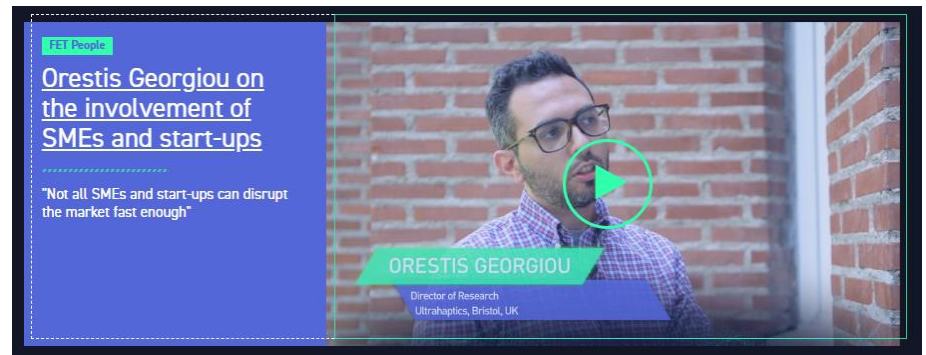 FET People
Orestis Georgiou on
the involvement of
SMEs and start-ups
"Not all SMEs and start-ups can disrupt
the market fast enough"
ORESTIS GEORGIOU
Director of Research
Ultrahaptics, Bristol, UK